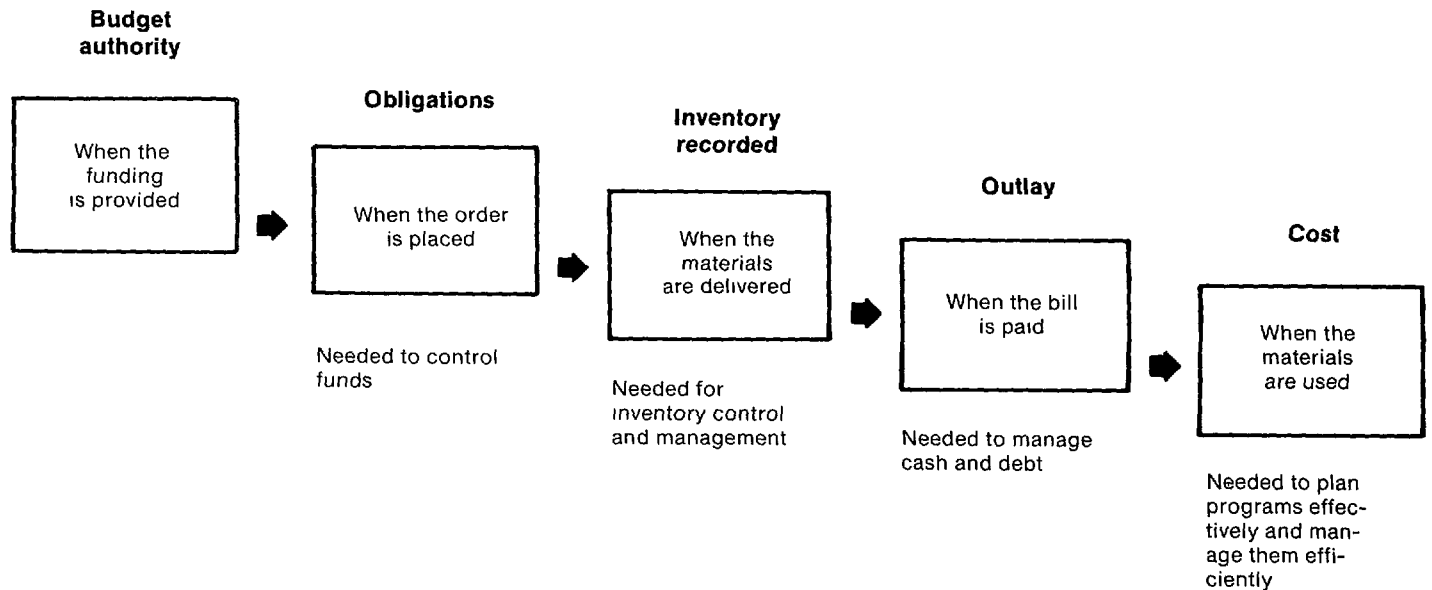 Budget
authority
When the
funding
is provided
Obligations
When the order
is placed
Needed to control
funds
Inventory
recorded
When the
materials
are delivered
Needed for
inventory control
and management
Outlay
When the bill
is paid
Needed to manage
cash and debt
Cost
When the
materials
are used
Needed to plan
programs effec-
tively and man-
age them effi-
ciently